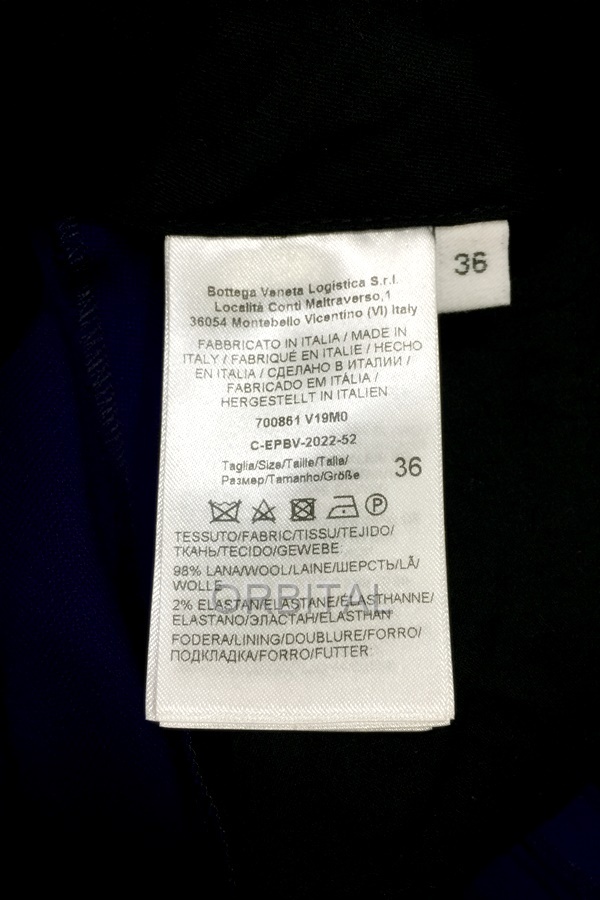 36
Bottega Veneta Logistica S.r.l.
Località Conti Maltraverso,1
36054 Montebello Vicentino (VI) Italy
FABBRICATO IN ITALIA / MADE IN
ITALY / FABRIQUÉ EN ITALIE / HECHO
EN ITALIA / СДЕЛАНО В ИТАЛИИ /
FABRICADO EM ITÁLIA /
HERGESTELLT IN ITALIEN
700861 V19M0
C-EPBV-2022-52
Taglia/Size/Taille/Talla/
Размер/Tamanho/Größe
36
P
TESSUTO/FABRIC/TISSU/TEJIDO/
ТКАНЬ/TECIDO/GEWEBE:
98% LANA/WOOL/LAINE/ШЕРСТЬ/LÃ/
WOLLE
ORBITAL
2% ELASTAN/ELASTANE/ÉLASTHANNE/
ELASTANO/ЭЛАСТАН/ELASTHAN
FODERA/LINING/DOUBLURE/FORRO/
ПОДКЛАДКА/FORRO/FUTTER: